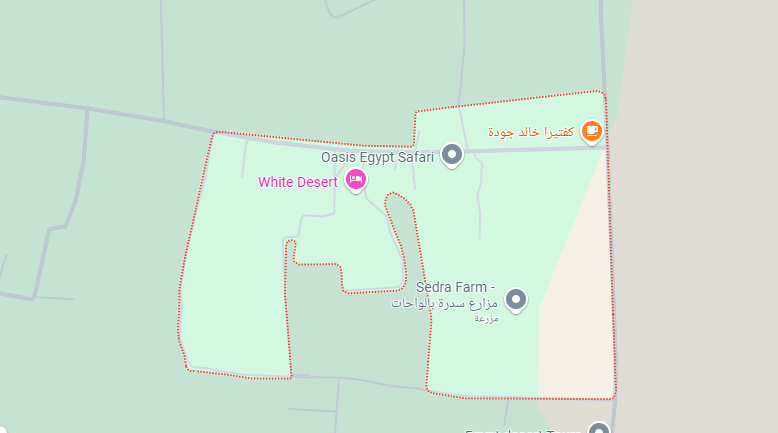 كفتيرا خالد جودة
Oasis Egypt Safari
White Desert
Sedra Farm -
مزارع سدرة بالواحات
مزرعة